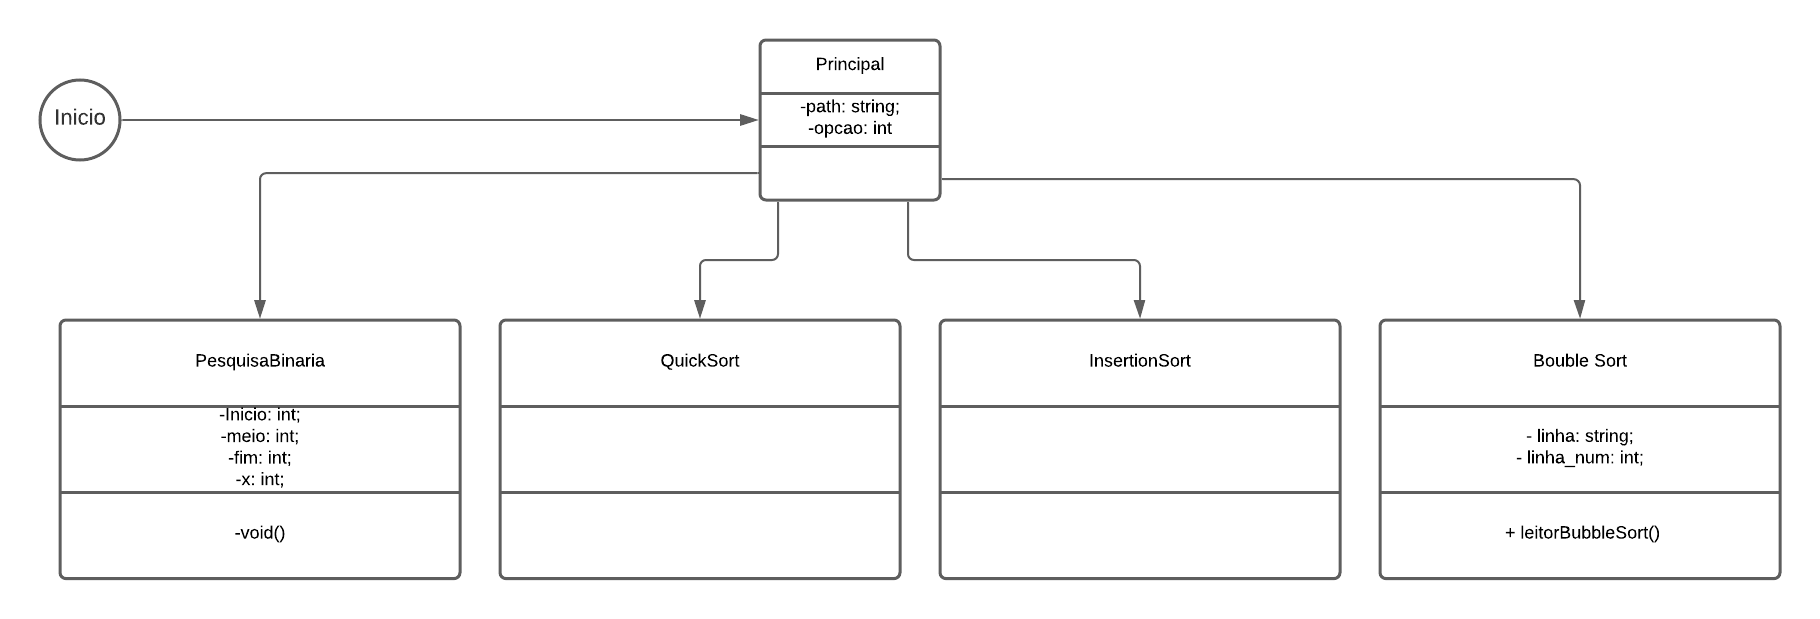 Inicio
Principal
-path: string;
-opcao: int
PesquisaBinaria
-Inicio: int;
-meio: int;
-fim: int;
-x: int;
-void()
QuickSort
InsertionSort
Bouble Sort
- linha: string;
- linha_num: int;
+ leitorBubbleSort()